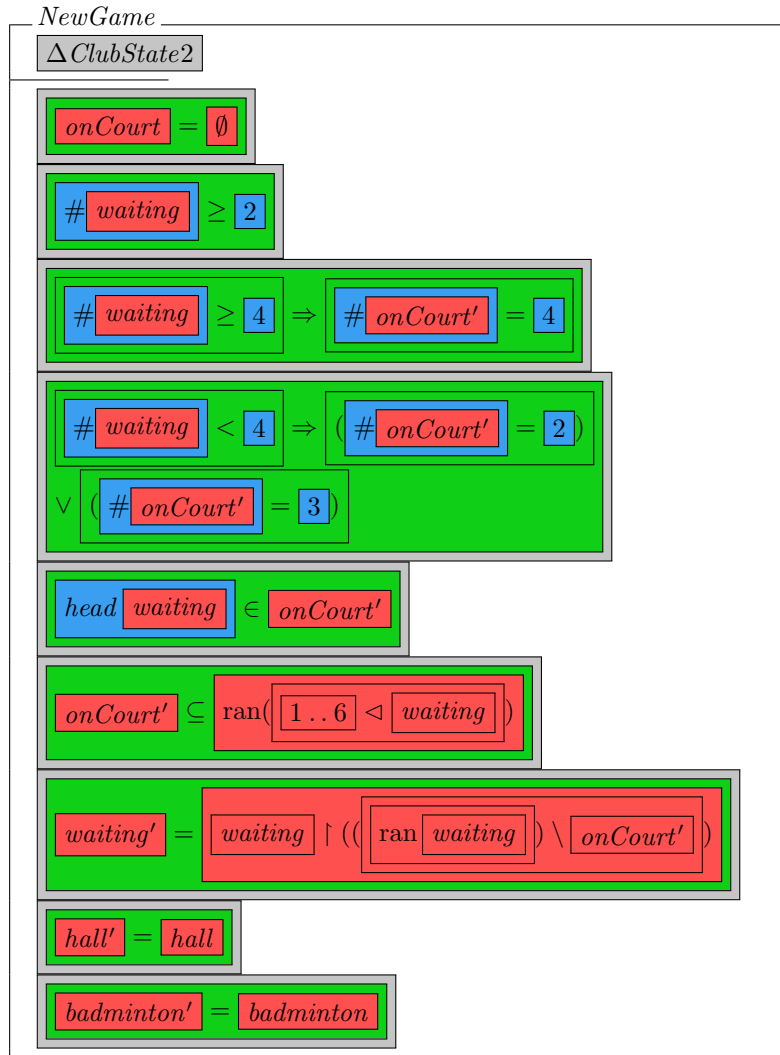 NewGame
ΔClubState2
onCourt = ∅
#waiting ≥ 2
#waiting ≥ 4 ⇒ #onCourt′ = 4
#waiting < 4 ⇒ (#onCourt′ = 2)
∨ (#onCourt′ = 3)
head waiting ∈ onCourt′
onCourt′ ⊆ ran(1 . . 6 ◁ waiting)
waiting′ = waiting ↾ ((ran waiting) \ onCourt′)
hall′ = hall
badminton′ = badminton